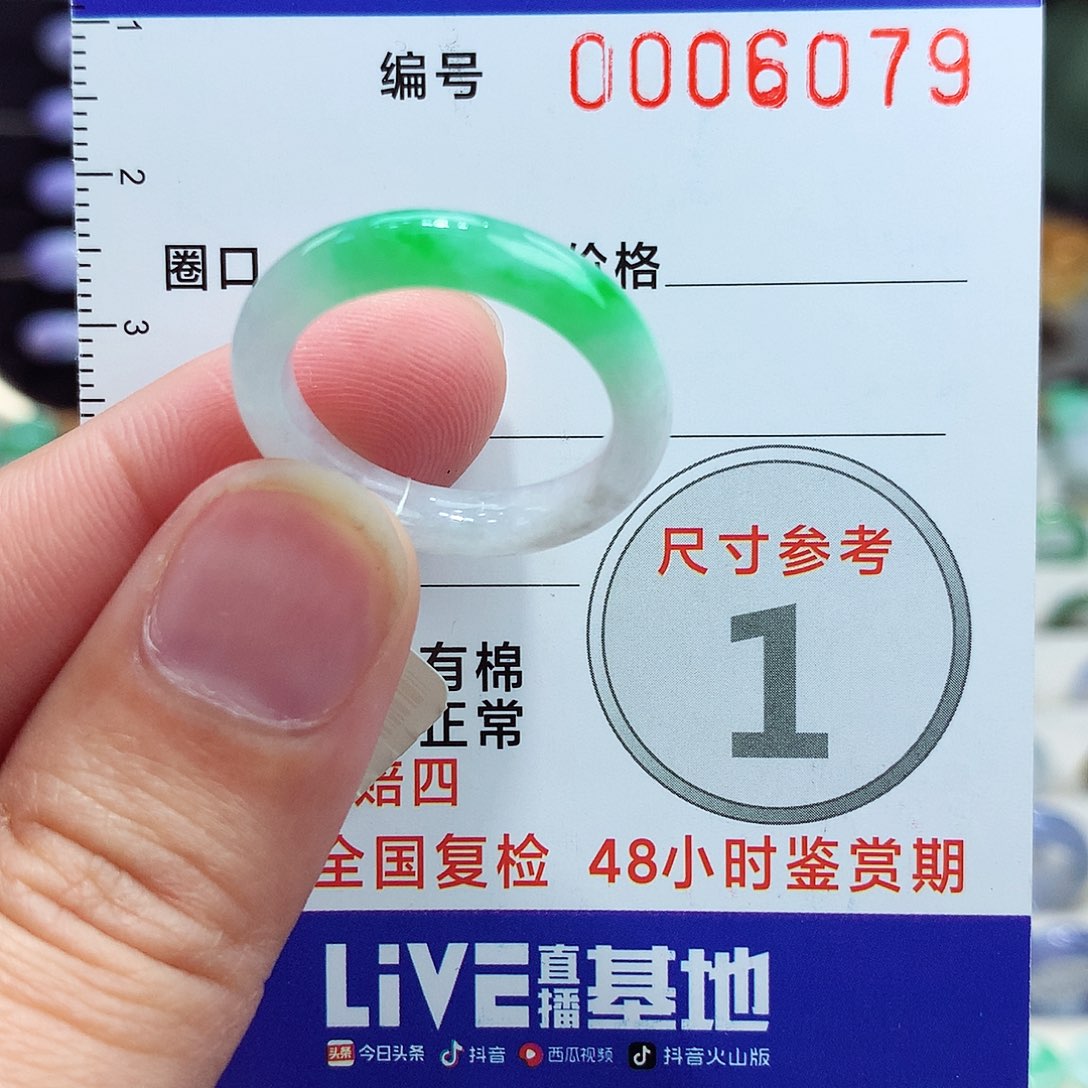 1
编号 0006079
2
圈口 价格
3
尺寸参考
1
有棉
正常
赔四
全国复检 48小时鉴赏期
LiVE直播基地
头条 今日头条 抖音 西瓜视频 抖音火山版